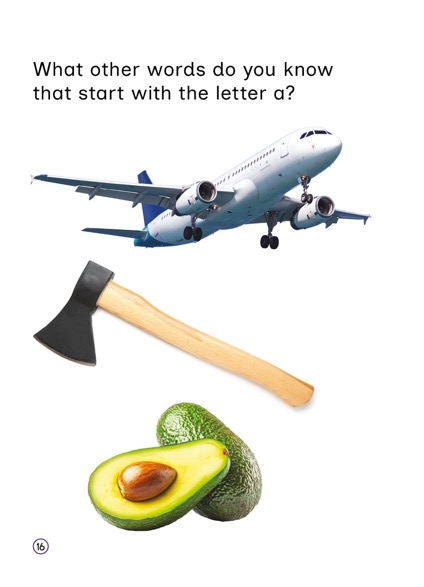 What other words do you know
that start with the letter a?
16